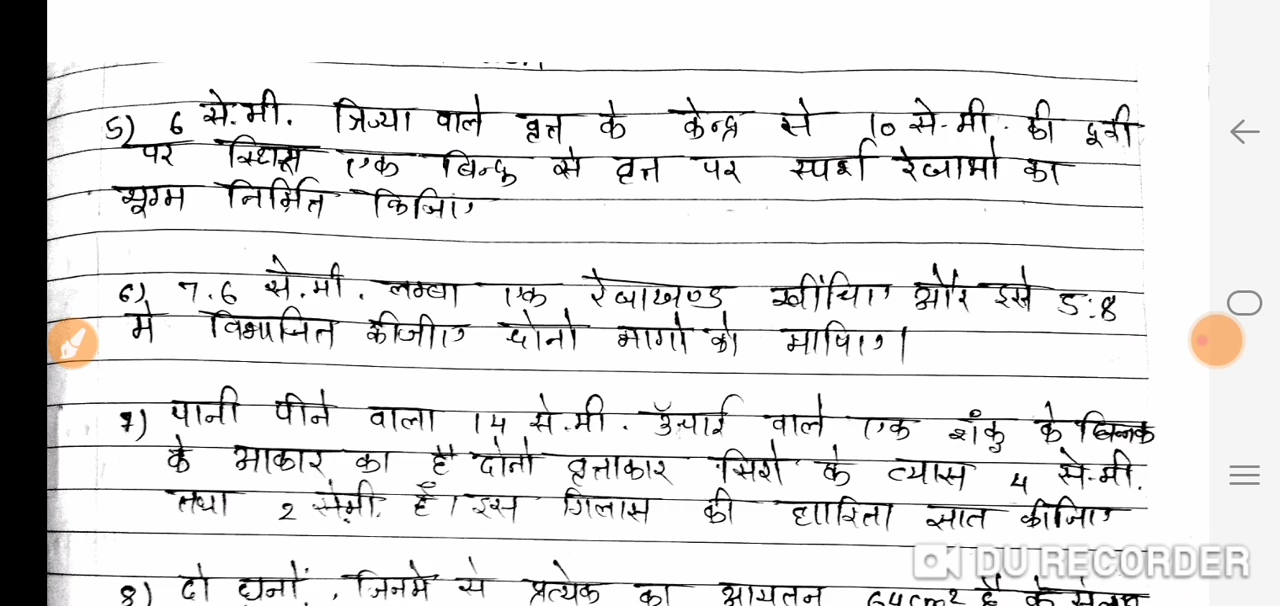 5) 6 से.मी. त्रिज्या वाले वृत्त के केन्द्र से 10 से.मी. की दूरी
पर स्थित एक बिन्दु से वृत्त पर स्पर्श रेखाओ का
युग्म निर्मित किजिए
6) 7.6 से.मी. लम्बा एक रेखाखण्ड खींचिए और इसे 5:8
मे विभाजित कीजीए दोनो भागो को मापिए।
7) पानी पीने वाला 14 से.मी. उँचाई वाले एक शंकु के छिन्नक
के आकार का है दोनो वृत्ताकार सिरो के व्यास 4 से.मी.
तथा 2 सेमी. है। इस गिलास की धारिता ज्ञात कीजिए
8) दो घनों, जिनमे से प्रत्येक का आयतन 64cm2 है के संलग्न
DU RECORDER